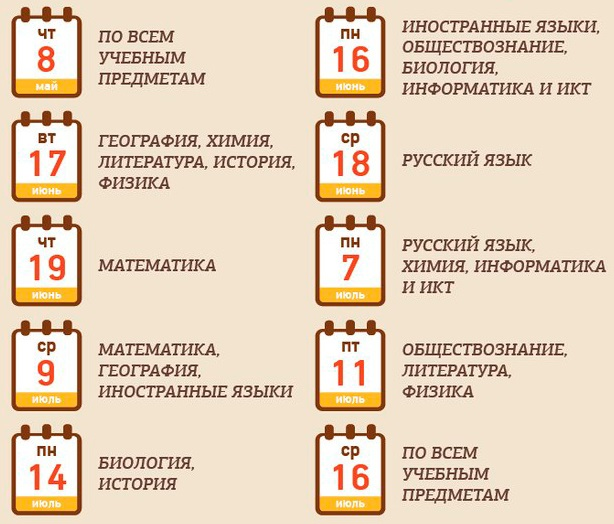 ЧТ
8
май
ПО ВСЕМ
УЧЕБНЫМ
ПРЕДМЕТАМ
ПН
16
июнь
ИНОСТРАННЫЕ ЯЗЫКИ,
ОБЩЕСТВОЗНАНИЕ,
БИОЛОГИЯ,
ИНФОРМАТИКА И ИКТ
ВТ
17
июнь
ГЕОГРАФИЯ, ХИМИЯ,
ЛИТЕРАТУРА, ИСТОРИЯ,
ФИЗИКА
СР
18
июнь
РУССКИЙ ЯЗЫК
ЧТ
19
июнь
МАТЕМАТИКА
ПН
7
июль
РУССКИЙ ЯЗЫК,
ХИМИЯ, ИНФОРМАТИКА
И ИКТ
СР
9
июль
МАТЕМАТИКА,
ГЕОГРАФИЯ,
ИНОСТРАННЫЕ ЯЗЫКИ
ПТ
11
июль
ОБЩЕСТВОЗНАНИЕ,
ЛИТЕРАТУРА,
ФИЗИКА
ПН
14
июль
БИОЛОГИЯ,
ИСТОРИЯ
СР
16
июль
ПО ВСЕМ
УЧЕБНЫМ
ПРЕДМЕТАМ